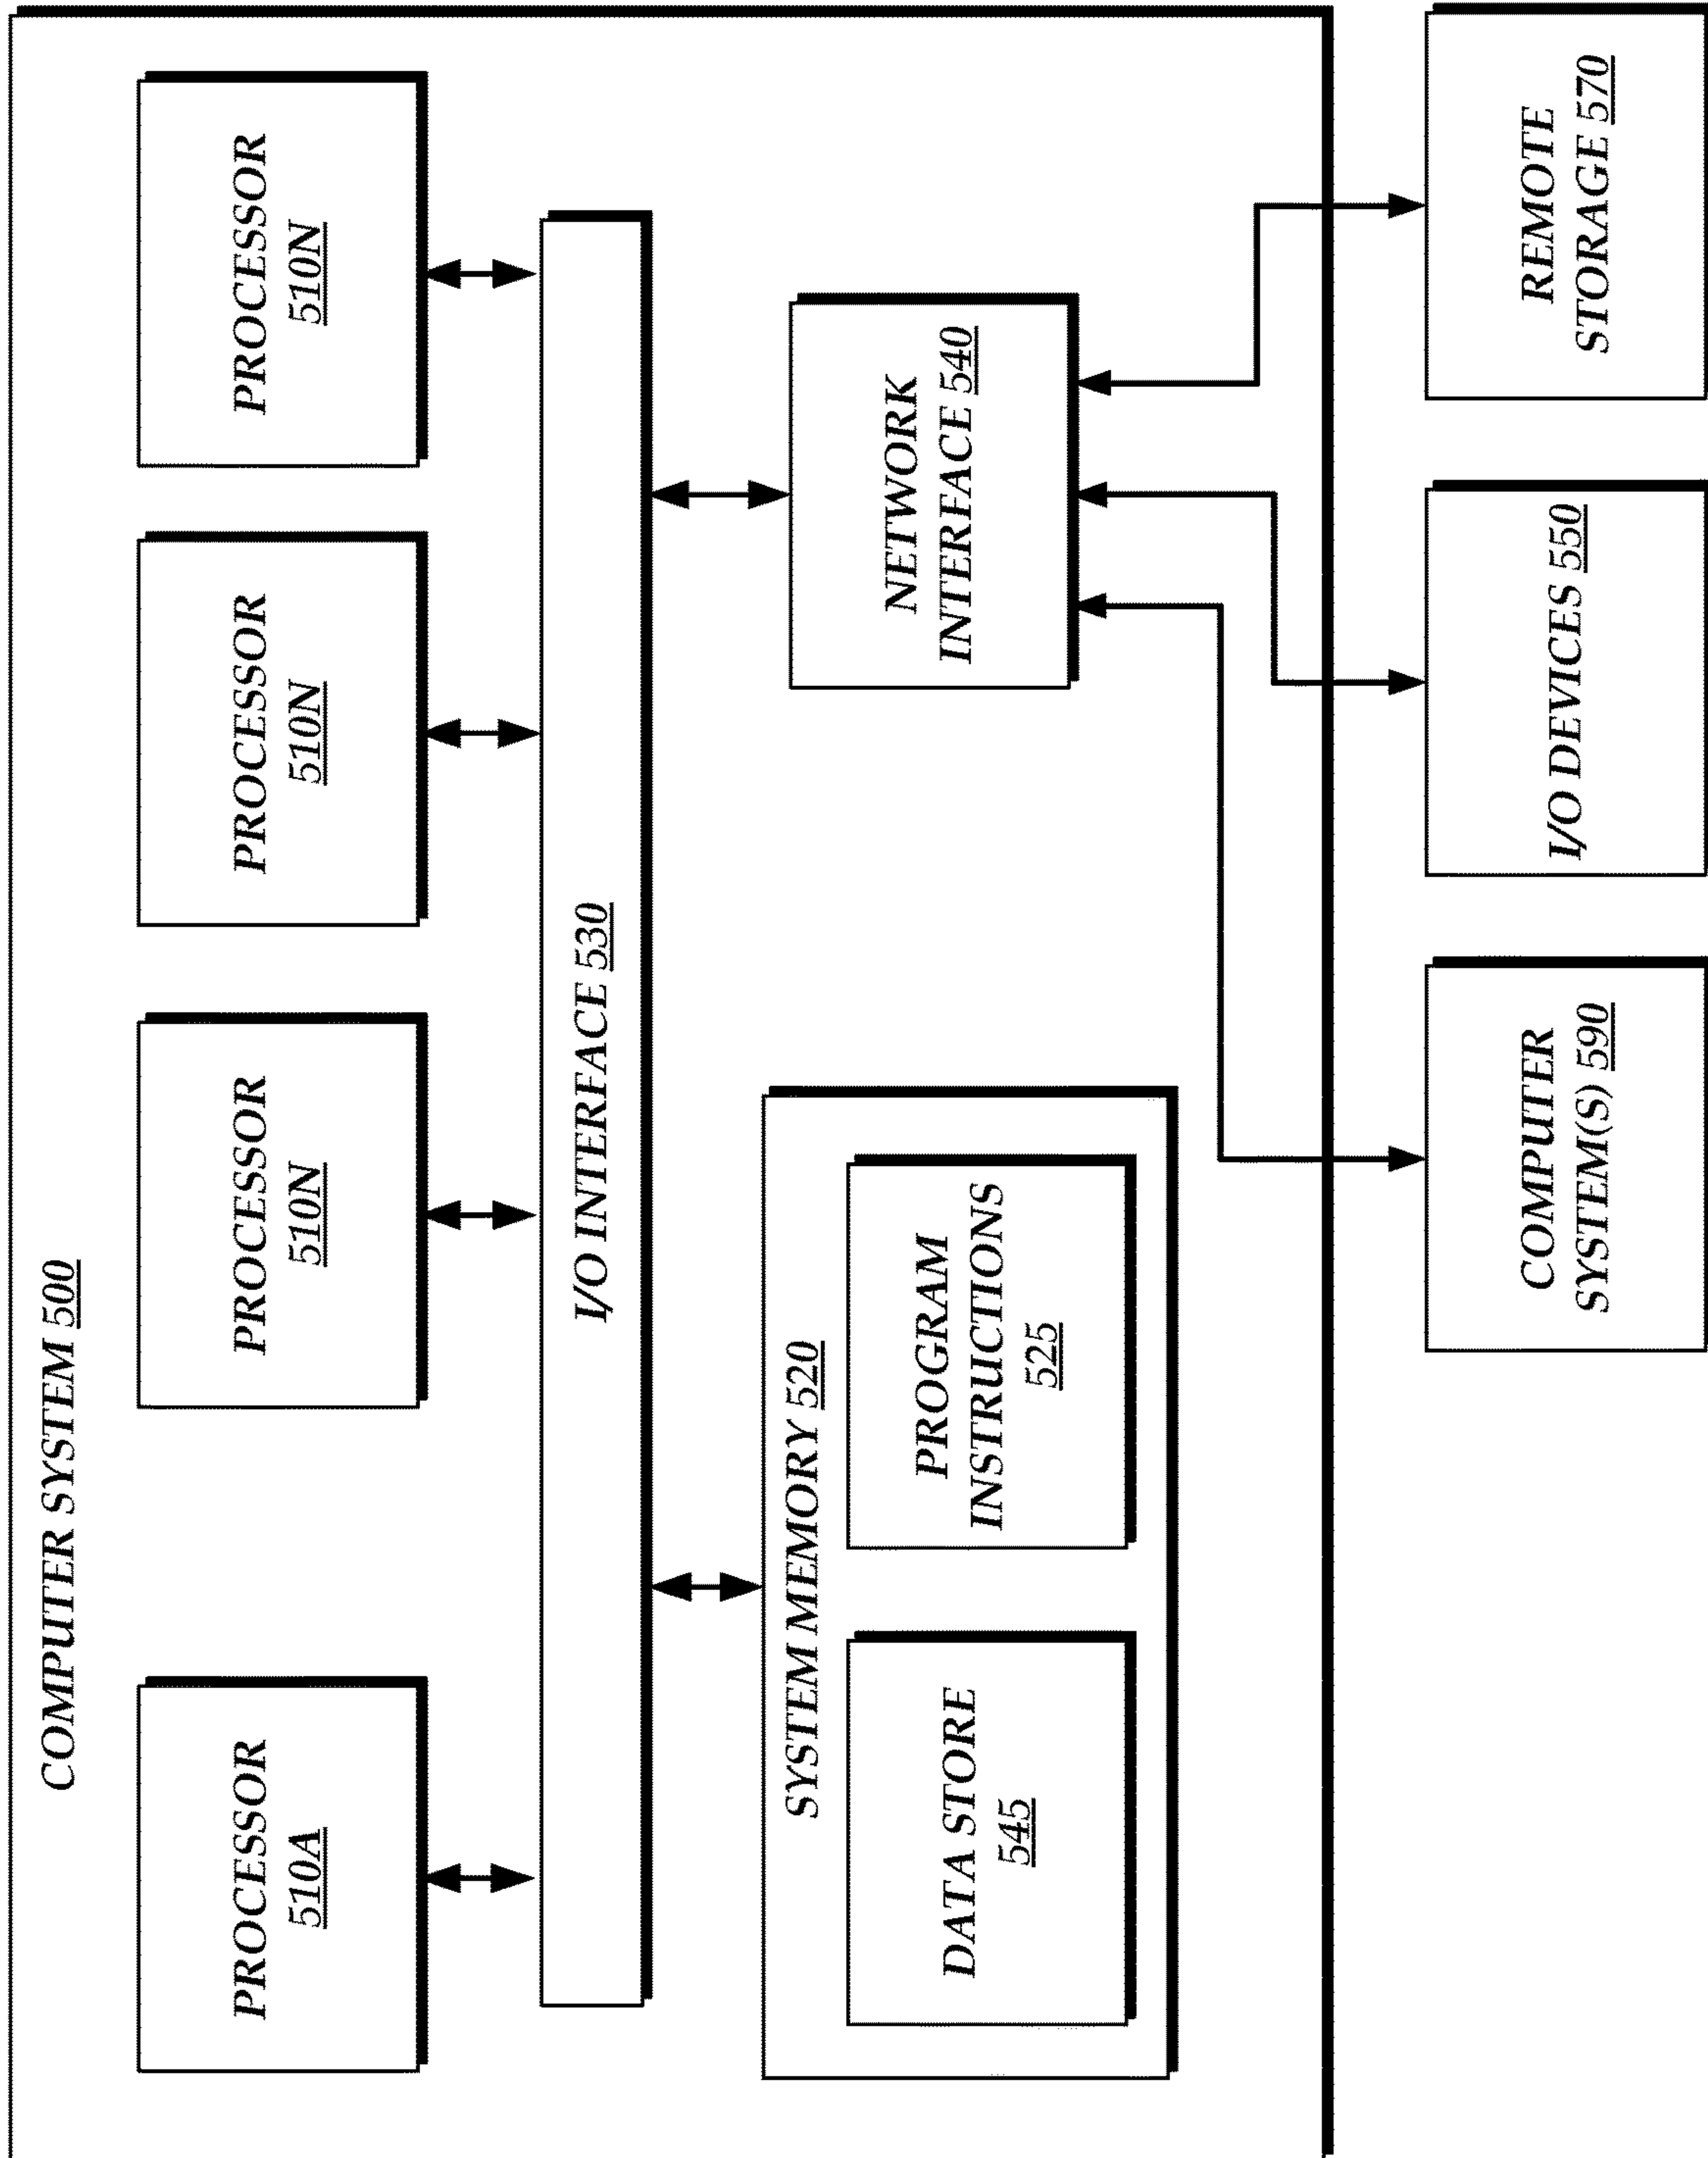 COMPUTER SYSTEM 500
PROCESSOR
510A
PROCESSOR
510N
PROCESSOR
510N
PROCESSOR
510N
I/O INTERFACE 530
SYSTEM MEMORY 520
DATA STORE
545
PROGRAM
INSTRUCTIONS
525
NETWORK
INTERFACE 540
COMPUTER
SYSTEM(S) 590
I/O DEVICES 550
REMOTE
STORAGE 570